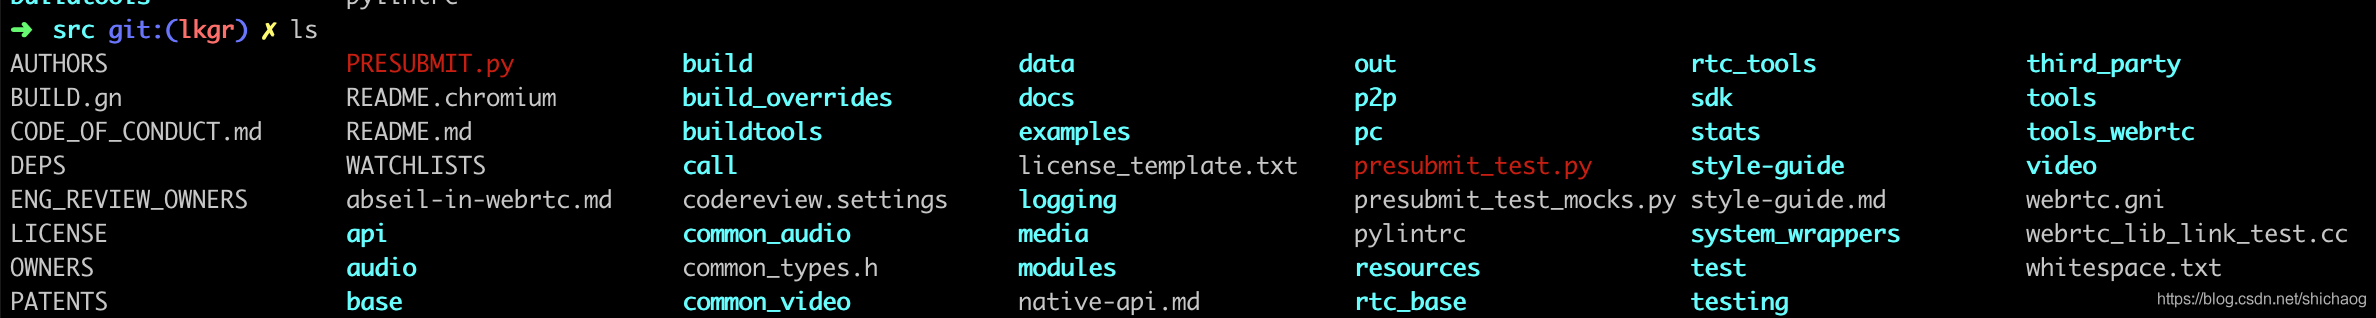 buildtools pylintrc
➜ src git:(lkgr) ✗ ls
AUTHORS PRESUBMIT.py build data out rtc_tools third_party
BUILD.gn README.chromium build_overrides docs p2p sdk tools
CODE_OF_CONDUCT.md README.md buildtools examples pc stats tools_webrtc
DEPS WATCHLISTS call license_template.txt presubmit_test.py style-guide video
ENG_REVIEW_OWNERS abseil-in-webrtc.md codereview.settings logging presubmit_test_mocks.py style-guide.md webrtc.gni
LICENSE api common_audio media pylintrc system_wrappers webrtc_lib_link_test.cc
OWNERS audio common_types.h modules resources test whitespace.txt
PATENTS base common_video native-api.md rtc_base testing
https://blog.csdn.net/shichaog